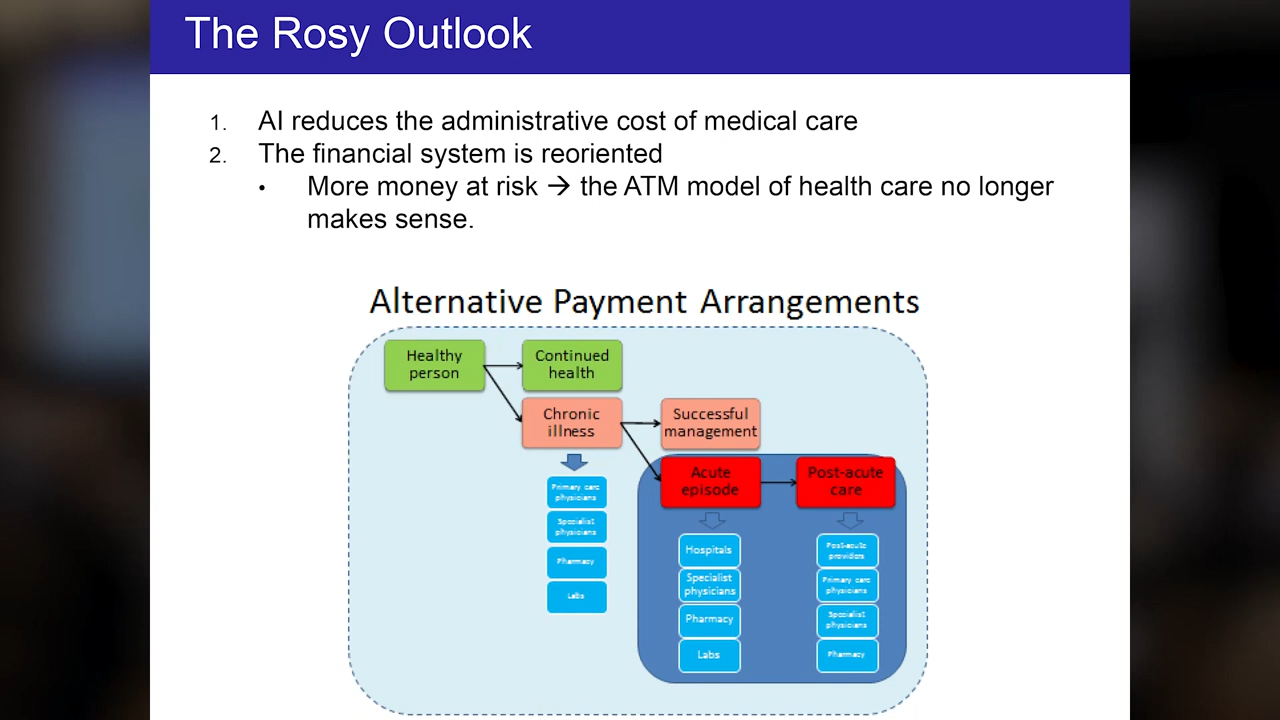 The Rosy Outlook
1. AI reduces the administrative cost of medical care
2. The financial system is reoriented
• More money at risk → the ATM model of health care no longer
makes sense.
Alternative Payment Arrangements
Healthy
person
Continued
health
Chronic
illness
Successful
management
Acute
episode
Post-acute
care
Primary care
physicians
Specialist
physicians
Pharmacy
Labs
Hospitals
Specialist
physicians
Pharmacy
Labs
Post-acute
providers
Primary care
physicians
Specialist
physicians
Pharmacy